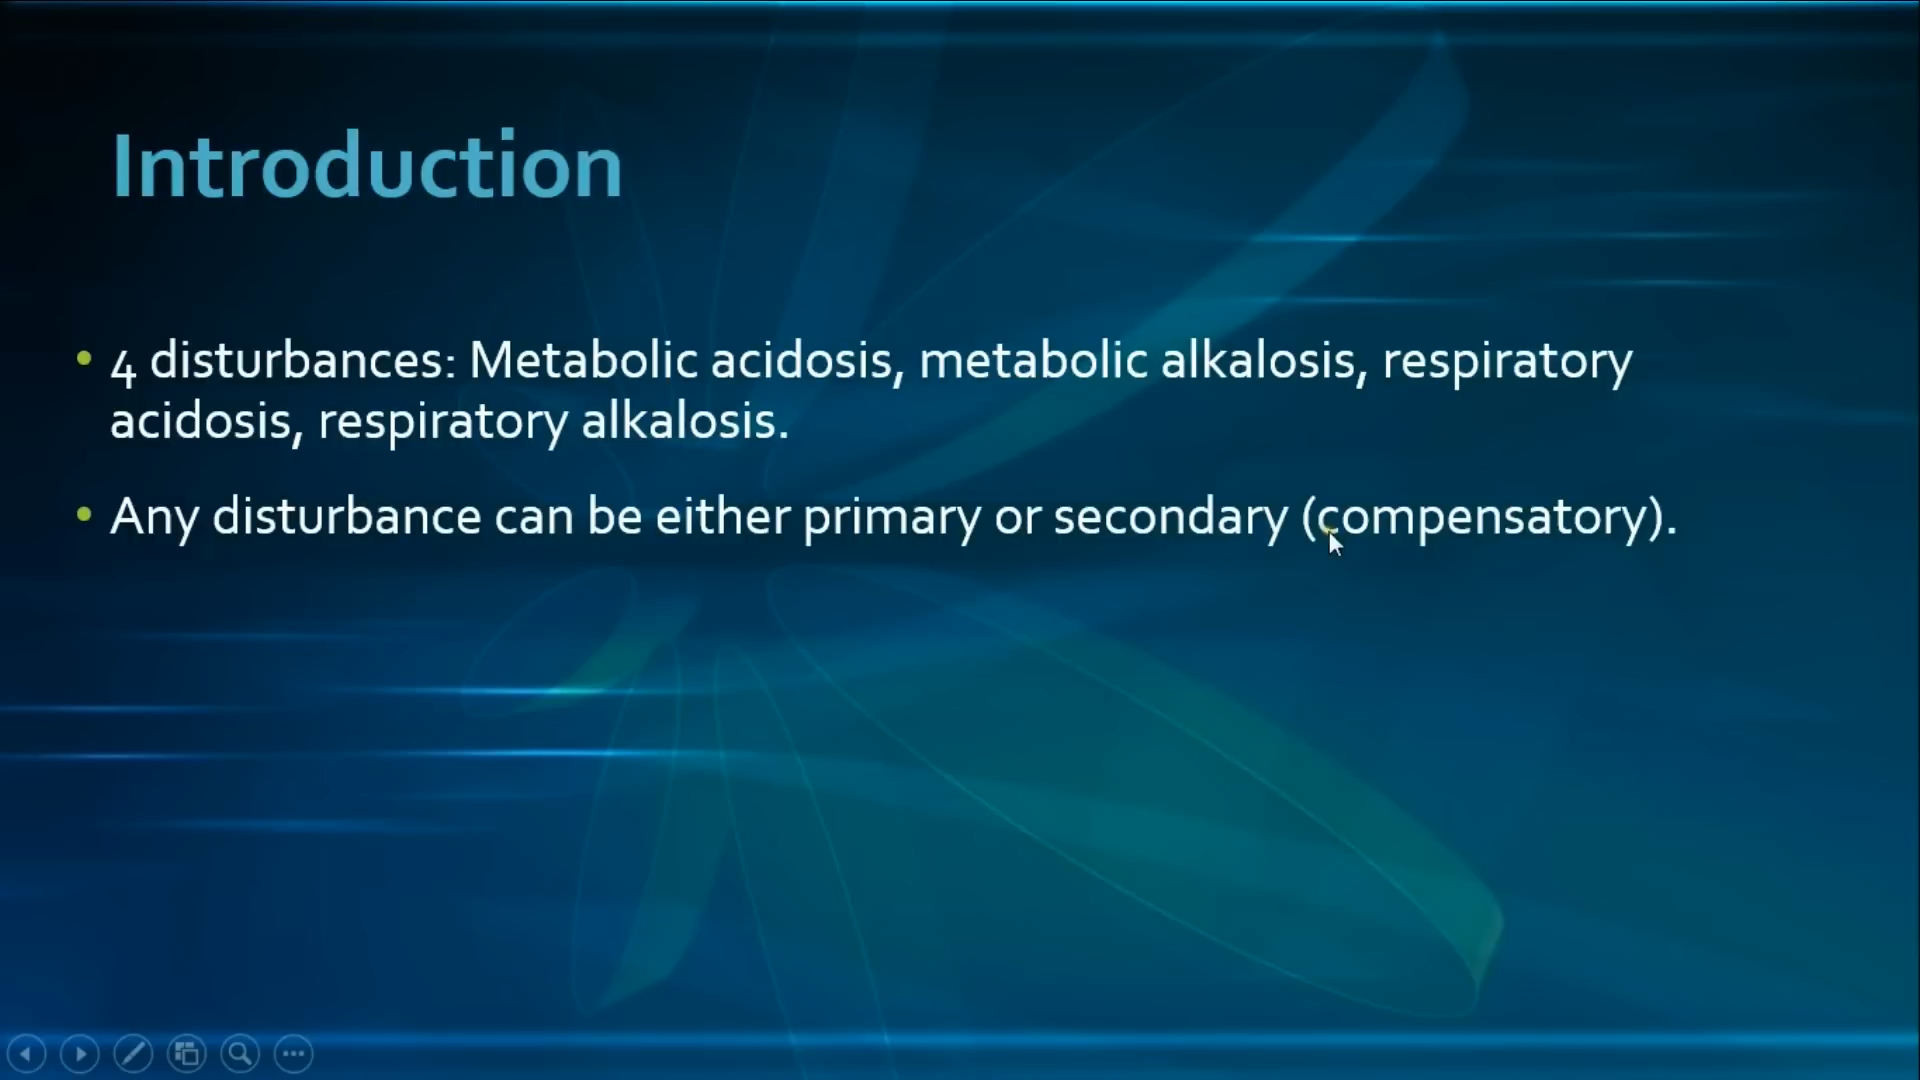 Introduction
• 4 disturbances: Metabolic acidosis, metabolic alkalosis, respiratory
acidosis, respiratory alkalosis.
• Any disturbance can be either primary or secondary (compensatory).